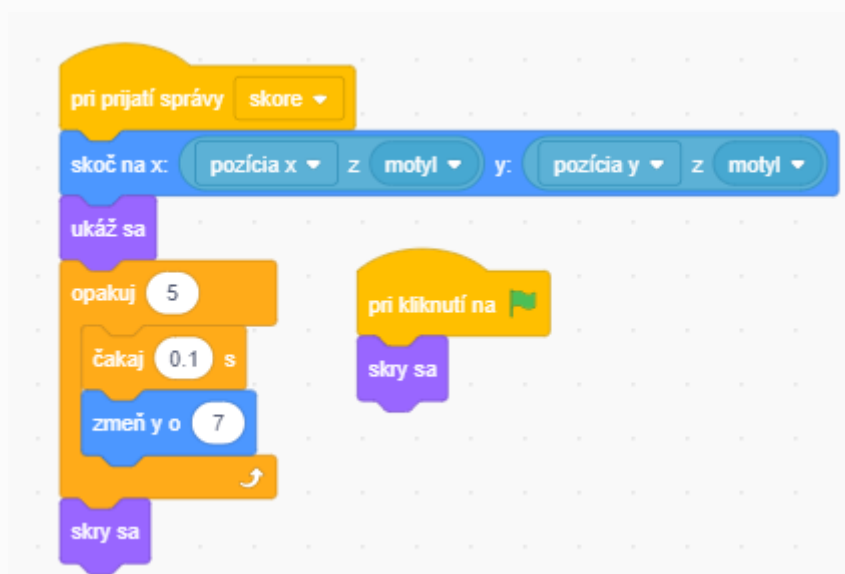 pri prijatí správy skore
skoč na x: pozícia x z motyl y: pozícia y z motyl
ukáž sa
opakuj 5
čakaj 0.1 s
zmeň y o 7
skry sa
pri kliknutí na
skry sa